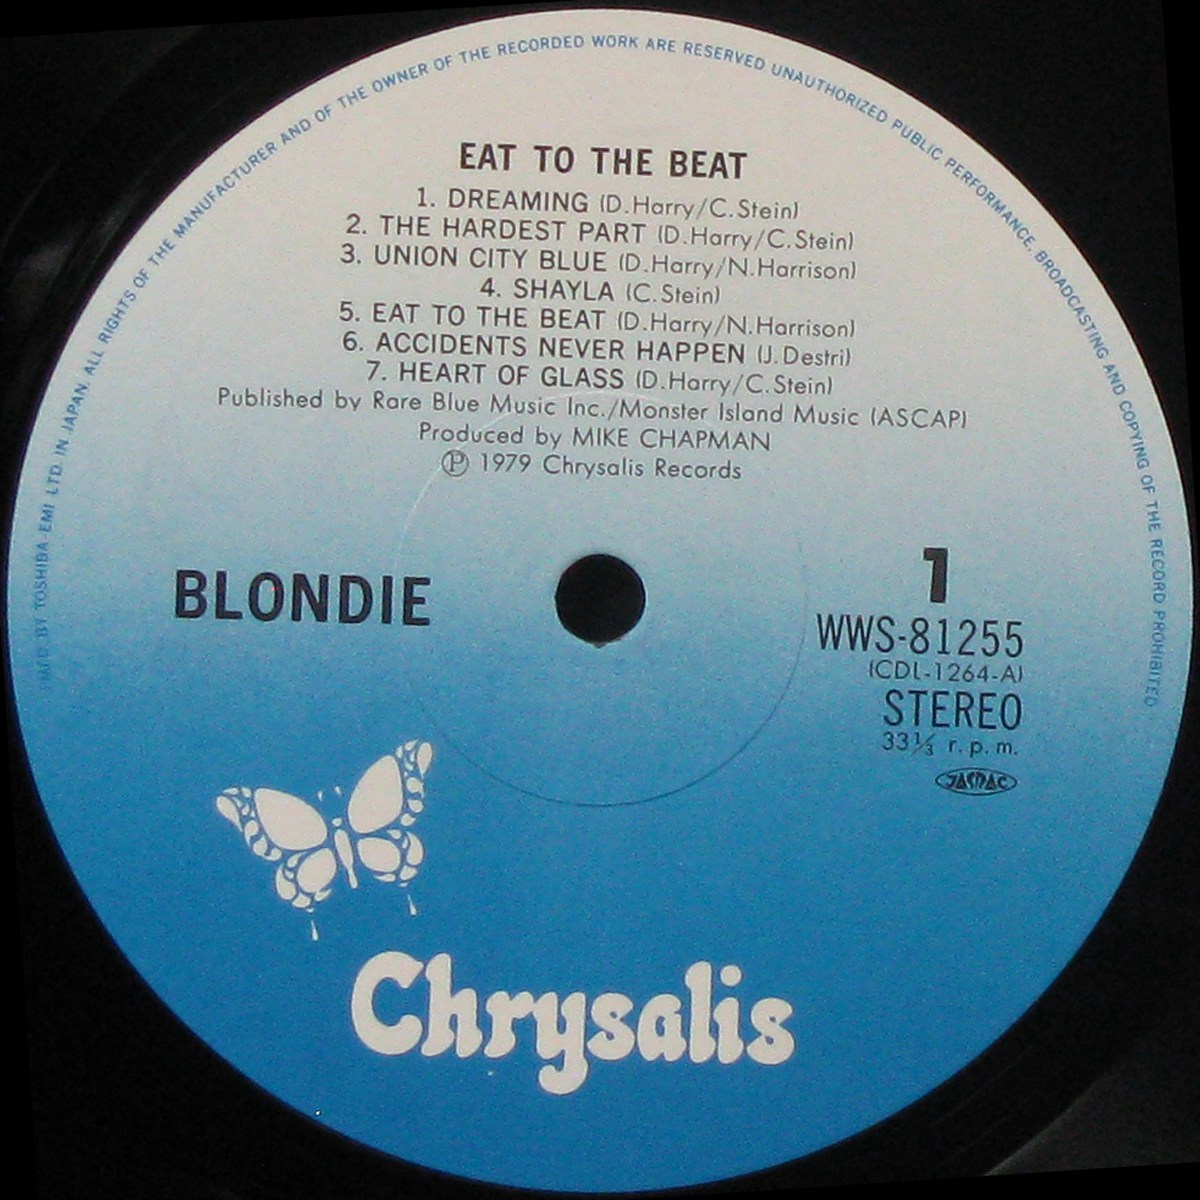 MFD. BY TOSHIBA-EMI LTD. IN JAPAN. ALL RIGHTS OF THE MANUFACTURER AND OF THE OWNER OF THE RECORDED WORK ARE RESERVED UNAUTHORIZED PUBLIC PERFORMANCE, BROADCASTING AND COPYING OF THE RECORD PROHIBITED
EAT TO THE BEAT
1. DREAMING (D.Harry/C.Stein)
2. THE HARDEST PART (D.Harry/C.Stein)
3. UNION CITY BLUE (D.Harry/N.Harrison)
4. SHAYLA (C.Stein)
5. EAT TO THE BEAT (D.Harry/N.Harrison)
6. ACCIDENTS NEVER HAPPEN (J.Destri)
7. HEART OF GLASS (D.Harry/C.Stein)
Published by Rare Blue Music Inc./Monster Island Music (ASCAP)
Produced by MIKE CHAPMAN
℗ 1979 Chrysalis Records
BLONDIE
1
WWS-81255
(CDL-1264-A)
STEREO
33⅓ r.p.m.
JASRAC
Chrysalis